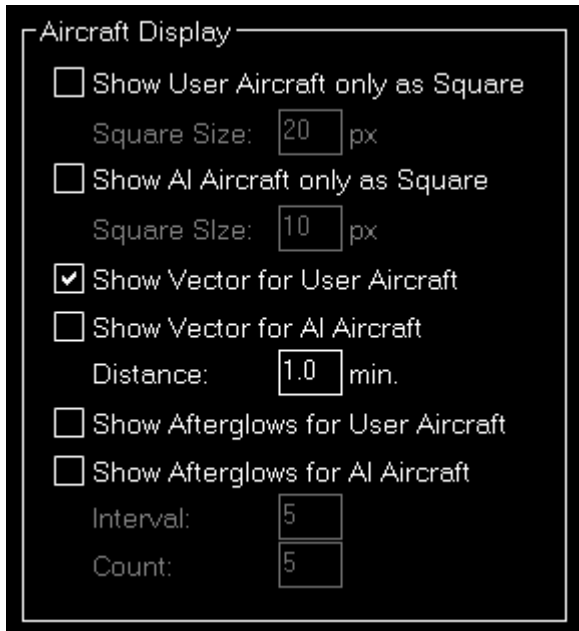 Aircraft Display
Show User Aircraft only as Square
Square Size: 20 px
Show AI Aircraft only as Square
Square SIze: 10 px
Show Vector for User Aircraft
Show Vector for AI Aircraft
Distance: 1.0 min.
Show Afterglows for User Aircraft
Show Afterglows for AI Aircraft
Interval: 5
Count: 5